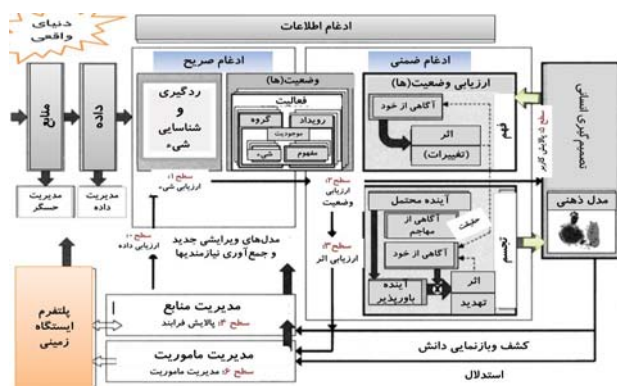 دنیای
واقعی
ادغام اطلاعات
ادغام صریح
ادغام ضمنی
منابع
داده
مدیریت
حسگر
مدیریت
داده
ردگیری
و
شناسایی
شیء
وضعیت(ها)
فعالیت
گروه
رویداد
موجودیت
شیء
مفهوم
سطح ۱:
ارزیابی شیء
سطح ۲:
ارزیابی
وضعیت
سطح ۳:
ارزیابی اثر
سطح ۰:
ارزیابی داده
مدل‌های ویرایشی جدید
و جمع‌آوری نیازمندیها
ارزیابی وضعیت(ها)
آگاهی از خود
اثر
(تغییرات)
فهم
آینده محتمل
آگاهی از
مهاجم
حقیقت
آگاهی از خود
آینده
باورپذیر
اثر
تهدید
تجسم
سطح ۵: پالایش کاربر
تصمیم گیری انسانی
مدل ذهنی
پلتفرم
ایستگاه
زمینی
مدیریت منابع
سطح ۴: پالایش فرایند
مدیریت ماموریت
سطح ۶: مدیریت ماموریت
کشف وبازنمایی دانش
استدلال